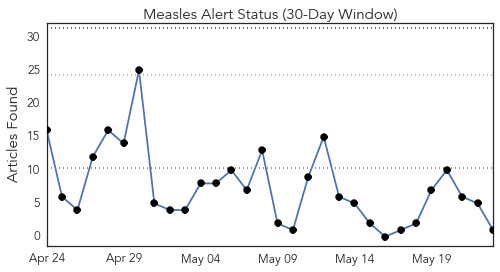 Measles Alert Status (30-Day Window)
Articles Found
30
25
20
15
10
5
0
Apr 24 Apr 29 May 04 May 09 May 14 May 19